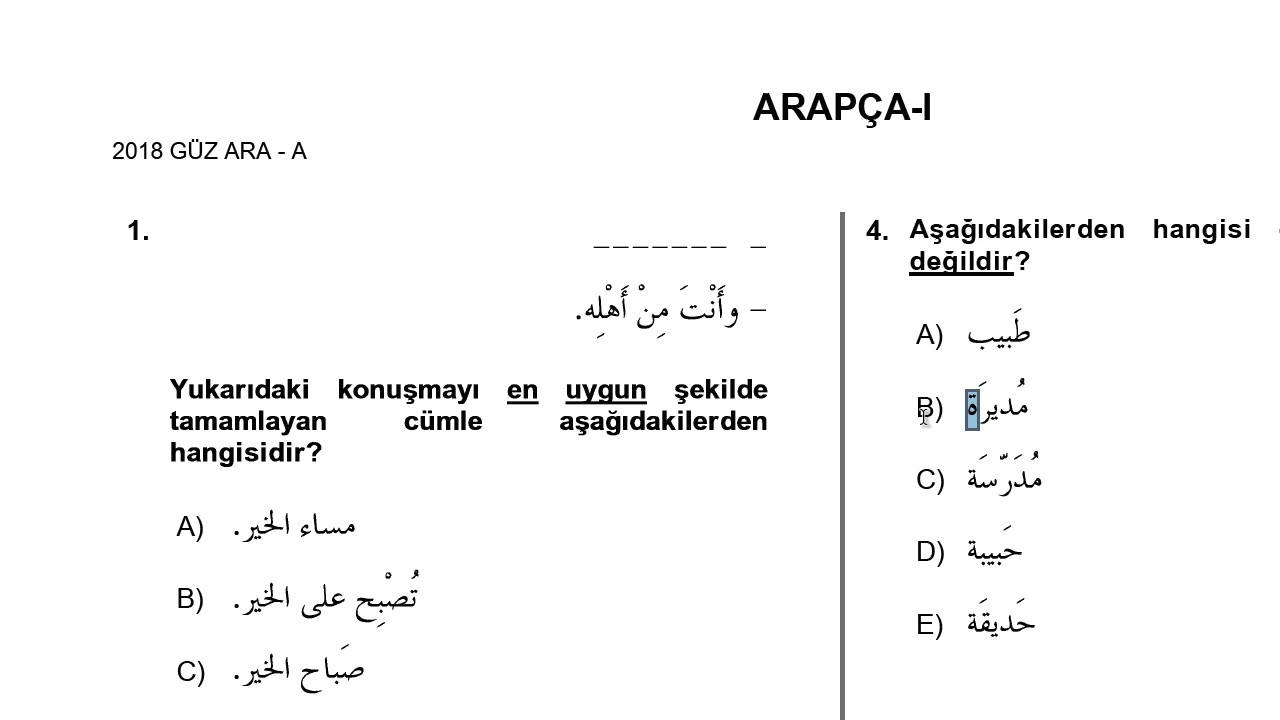 ARAPÇA-I
2018 GÜZ ARA - A
1.
– _______
– وأَنْتَ مِنْ أَهْلِه.
Yukarıdaki konuşmayı en uygun şekilde
tamamlayan cümle aşağıdakilerden
hangisidir?
A) مساء الخير.
B) تُصْبِح على الخير.
C) صَباح الخير.
4. Aşağıdakilerden hangisi
değildir?
A) طَبيب
B) مُديرَة
C) مُدَرّسَة
D) حَبيبة
E) حَديقَة